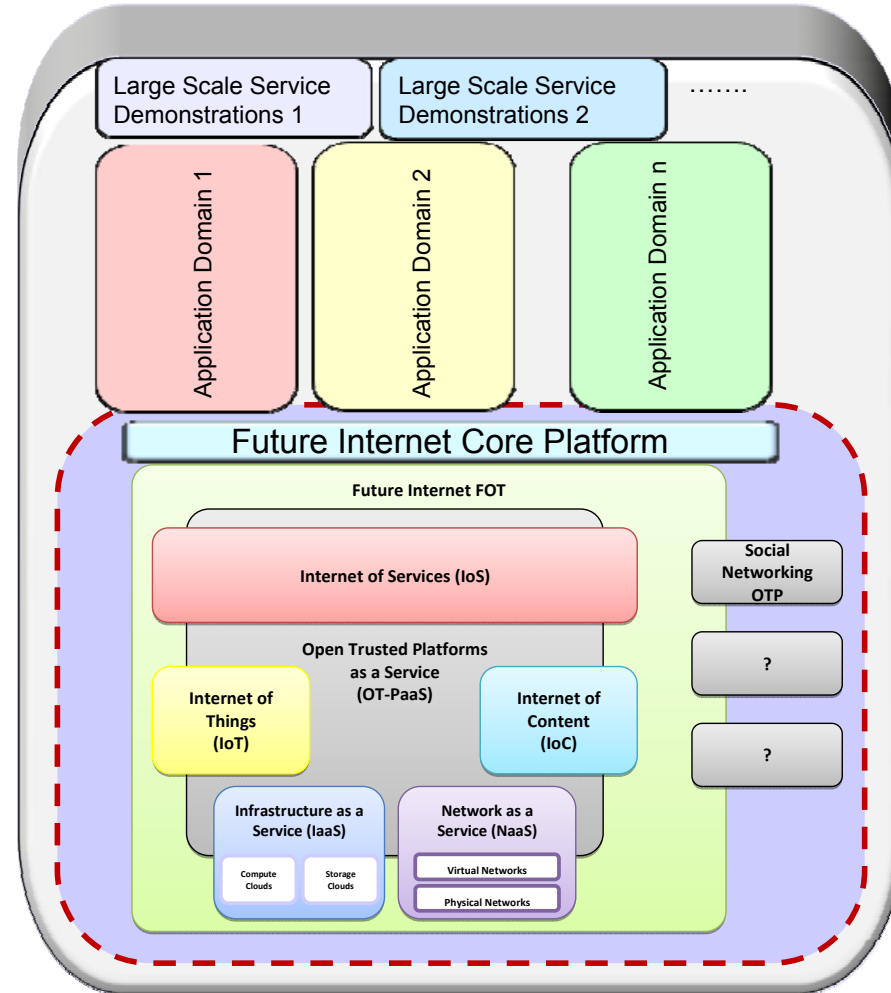 Large Scale Service
Demonstrations 1
Large Scale Service
Demonstrations 2
.......
Application Domain 1
Application Domain 2
Application Domain n
Future Internet Core Platform
Future Internet FOT
Internet of Services (IoS)
Social
Networking
OTP
Open Trusted Platforms
as a Service
(OT-PaaS)
?
Internet of
Things
(IoT)
Internet of
Content
(IoC)
?
Infrastructure as a
Service (IaaS)
Compute
Clouds
Storage
Clouds
Network as a
Service (NaaS)
Virtual Networks
Physical Networks